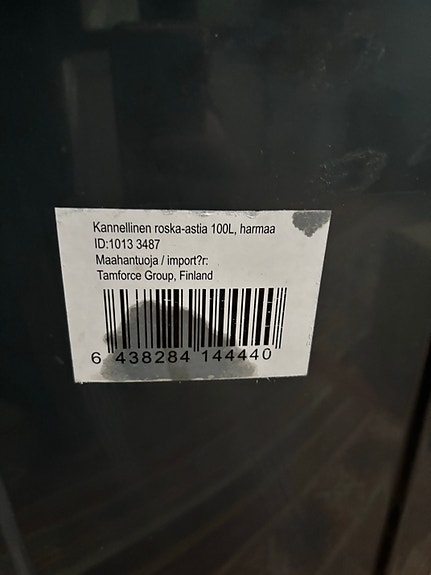 Kannellinen roska-astia 100L, harmaa
ID:1013 3487
Maahantuoja / import?r:
Tamforce Group, Finland
6 438284 144440